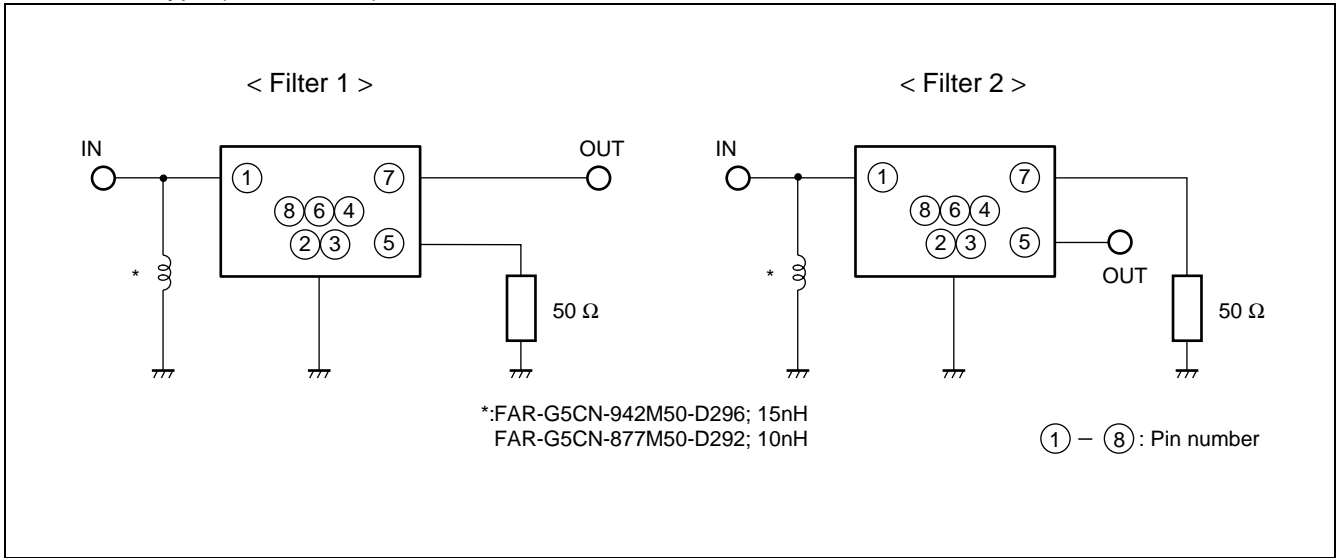 < Filter 1 >
IN
OUT
1
7
8 6 4
2 3
5
*
50 Ω
< Filter 2 >
IN
1
7
8 6 4
2 3
5
OUT
*
50 Ω
*:FAR-G5CN-942M50-D296; 15nH
FAR-G5CN-877M50-D292; 10nH
1 – 8 : Pin number